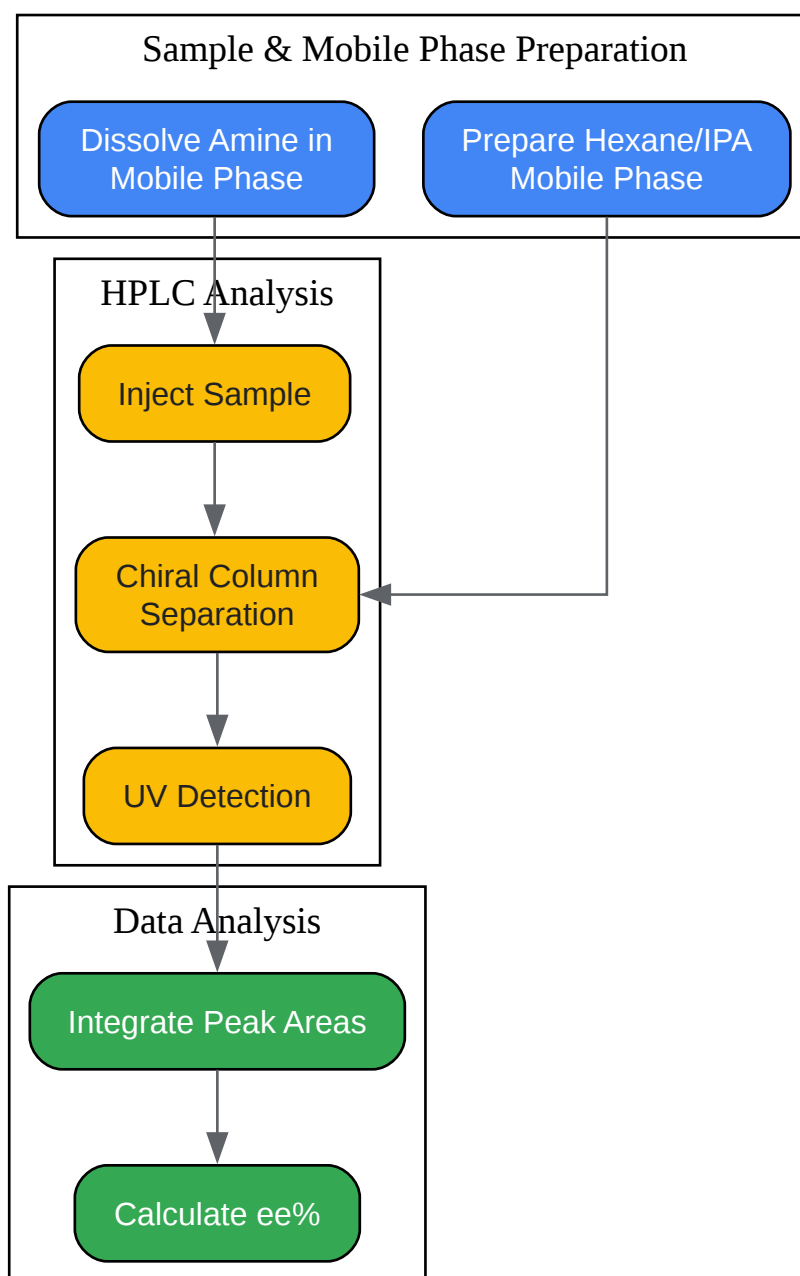 Sample & Mobile Phase Preparation
Dissolve Amine in
Mobile Phase
Prepare Hexane/IPA
Mobile Phase
HPLC Analysis
Inject Sample
Chiral Column
Separation
UV Detection
Data Analysis
Integrate Peak Areas
Calculate ee%